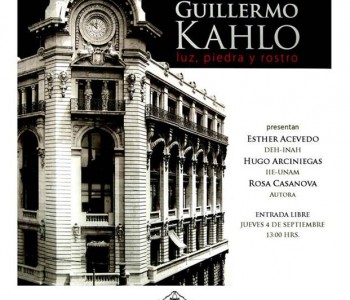 GUILLERMO
KAHLO
luz, piedra y rostro
presentan
ESTHER ACEVEDO
DEH-INAH
HUGO ARCINIEGAS
IIE-UNAM
ROSA CASANOVA
AUTORA
ENTRADA LIBRE
JUEVES 4 DE SEPTIEMBRE
13:00 HRS.